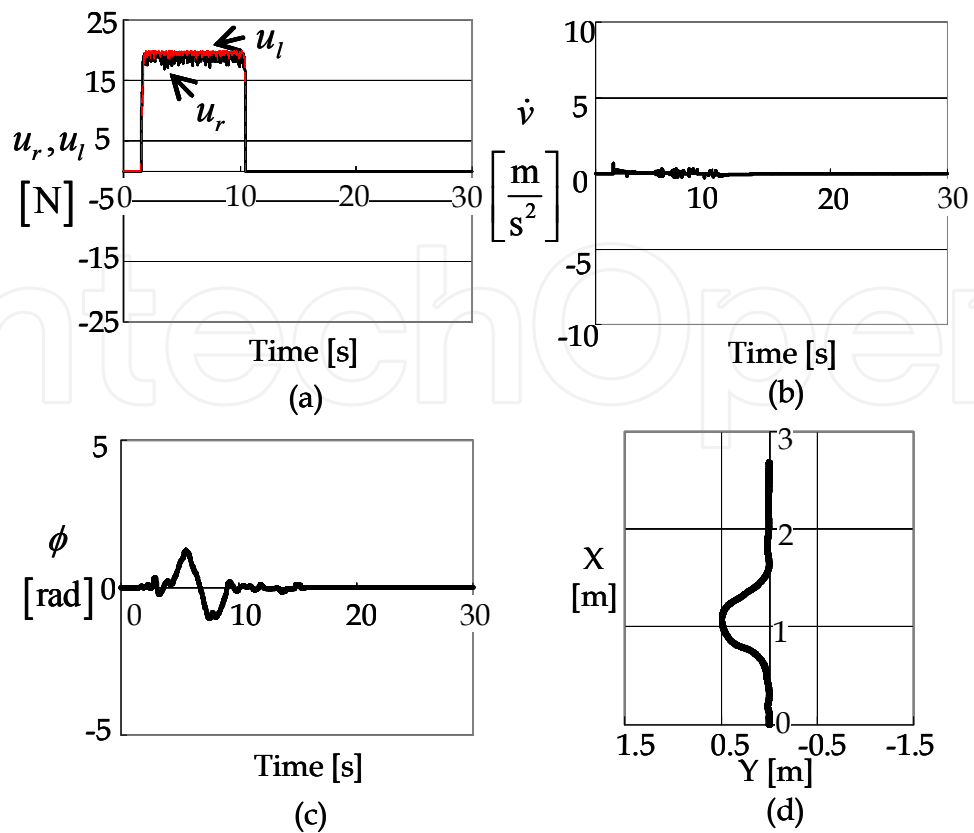 25
15
5
-5
-15
-25
0
10
20
30
u_r, u_l
[N]
u_l
u_r
Time [s]
(a)
10
5
0
-5
-10
10
20
30
v̇
[m/s²]
Time [s]
(b)
5
0
-5
0
10
20
30
ϕ
[rad]
Time [s]
(c)
3
2
1
0
X
[m]
1.5
0.5
-0.5
-1.5
Y [m]
(d)
ntechOpe